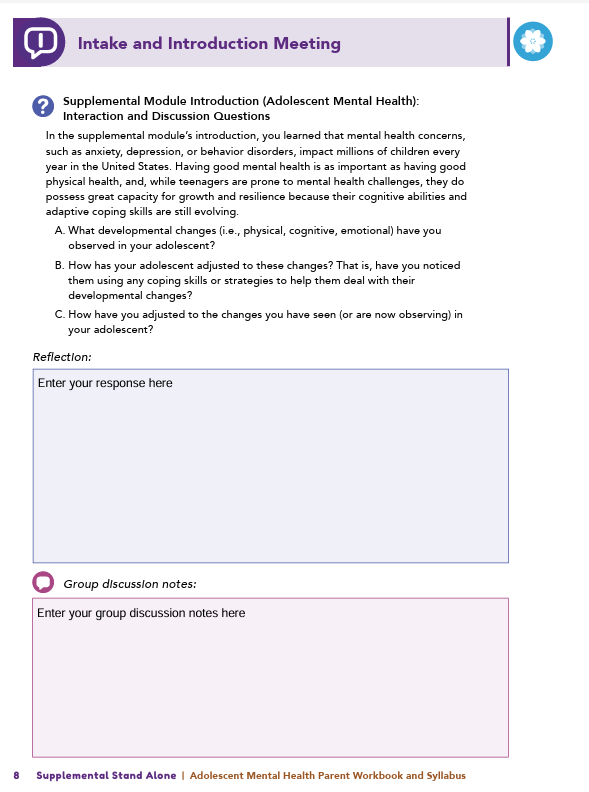 Intake and Introduction Meeting
?
Supplemental Module Introduction (Adolescent Mental Health):
Interaction and Discussion Questions
In the supplemental module's introduction, you learned that mental health concerns,
such as anxiety, depression, or behavior disorders, impact millions of children every
year in the United States. Having good mental health is as important as having good
physical health, and, while teenagers are prone to mental health challenges, they do
possess great capacity for growth and resilience because their cognitive abilities and
adaptive coping skills are still evolving.
A. What developmental changes (i.e., physical, cognitive, emotional) have you
observed in your adolescent?
B. How has your adolescent adjusted to these changes? That is, have you noticed
them using any coping skills or strategies to help them deal with their
developmental changes?
C. How have you adjusted to the changes you have seen (or are now observing) in
your adolescent?
Reflection:
Enter your response here
Group discussion notes:
Enter your group discussion notes here
8 Supplemental Stand Alone | Adolescent Mental Health Parent Workbook and Syllabus